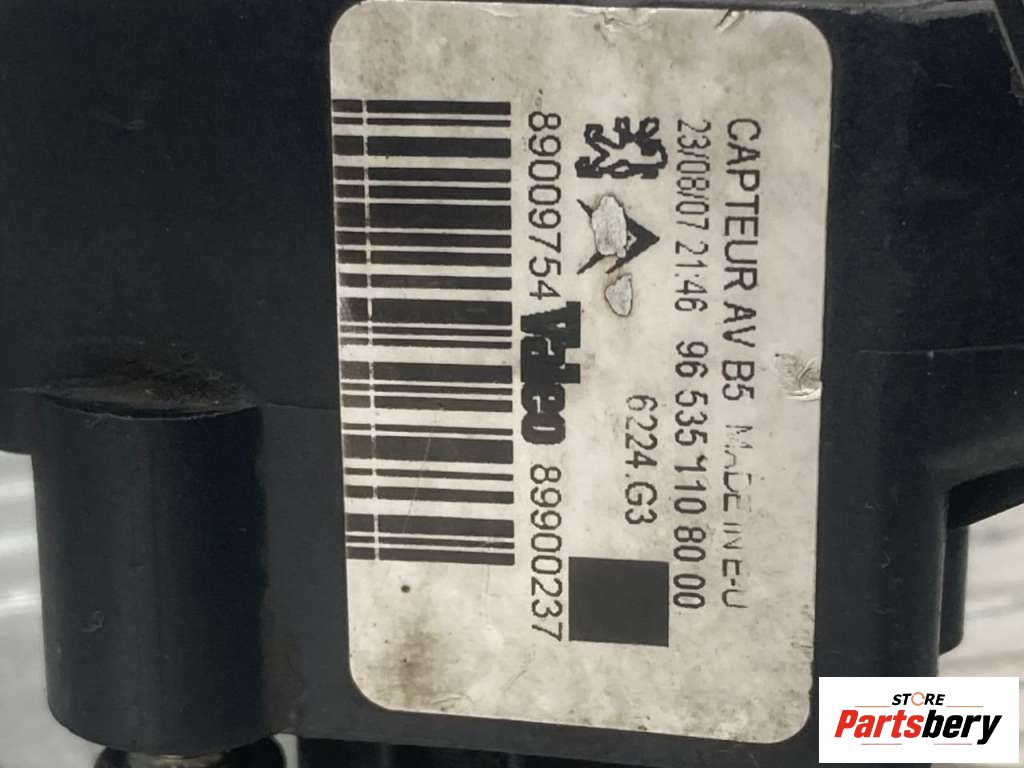 CAPTEUR AV B5 MADE IN E-U
23/08/07 21:46 96 535 110 80 00
6224.G3
89009754 Valeo 89900237
STORE
Partsbery